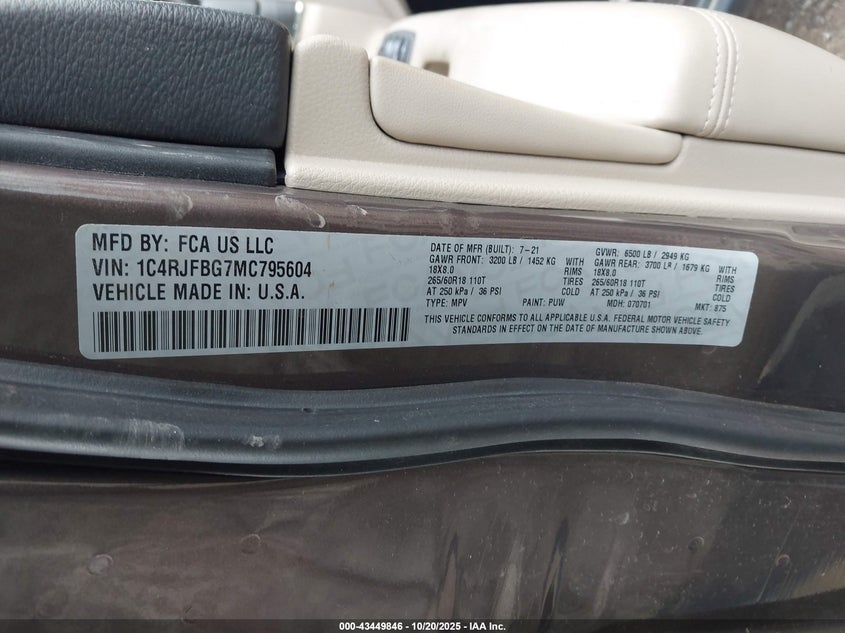 MFD BY: FCA US LLC
VIN: 1C4RJFBG7MC795604
VEHICLE MADE IN: U.S.A.
DATE OF MFR (BUILT): 7-21
GAWR FRONT: 3200 LB / 1452 KG WITH
18X8.0 RIMS
265/60R18 110T TIRES
AT 250 kPa / 36 PSI COLD
TYPE: MPV PAINT: PUW
GVWR: 6500 LB / 2949 KG
GAWR REAR: 3700 LB / 1679 KG WITH
18X8.0 RIMS
265/60R18 110T TIRES
AT 250 kPa / 36 PSI COLD
MDH: 070701 MKT: 875
THIS VEHICLE CONFORMS TO ALL APPLICABLE U.S.A. FEDERAL MOTOR VEHICLE SAFETY
STANDARDS IN EFFECT ON THE DATE OF MANUFACTURE SHOWN ABOVE.
000-43449846 - 10/20/2025 - IAA, Inc.